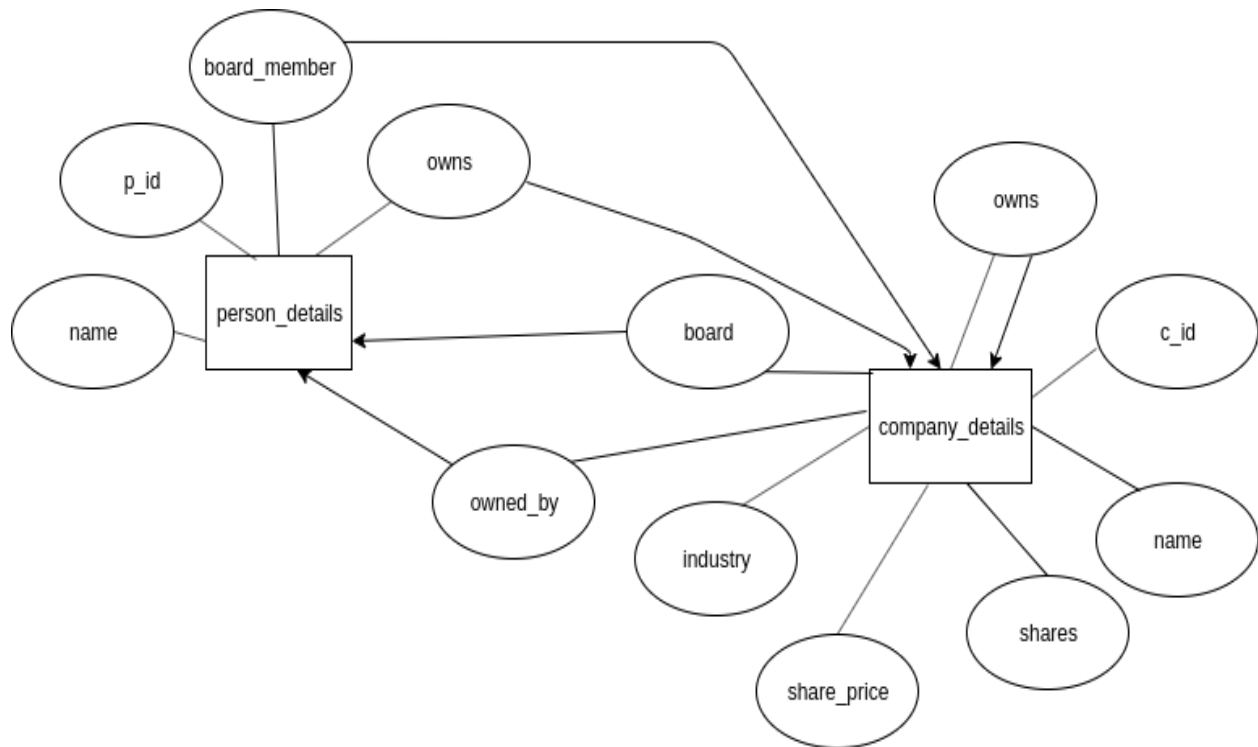 board_member
owns
p_id
owns
person_details
name
board
c_id
company_details
owned_by
industry
name
shares
share_price